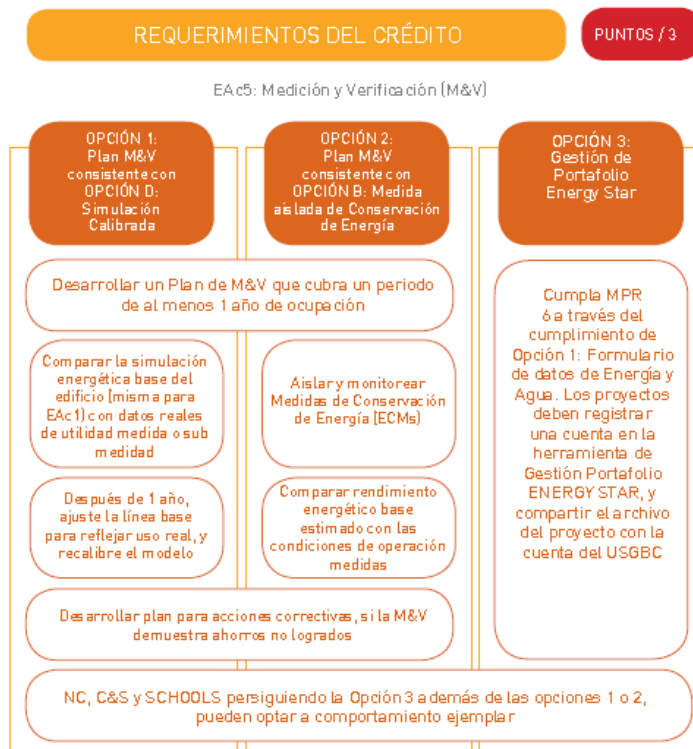 REQUERIMIENTOS DEL CRÉDITO
PUNTOS / 3
EAc5: Medición y Verificación (M&V)
OPCIÓN 1:
Plan M&V
consistente con
OPCIÓN D:
Simulación
Calibrada
OPCIÓN 2:
Plan M&V
consistente con
OPCIÓN B: Medida
aislada de Conservación
de Energía
OPCIÓN 3:
Gestión de
Portafolio
Energy Star
Desarrollar un Plan de M&V que cubra un periodo
de al menos 1 año de ocupación
Comparar la simulación
energética base del
edificio (misma para
EAc1) con datos reales
de utilidad medida o sub
medidad
Aislar y monitorear
Medidas de Conservación
de Energía (ECMs)
Después de 1 año,
ajuste la línea base
para reflejar uso real, y
recalibre el modelo
Comparar rendimiento
energético base
estimado con las
condiciones de operación
medidas
Desarrollar plan para acciones correctivas, si la M&V
demuestra ahorros no logrados
Cumpla MPR
6 a través del
cumplimiento de
Opción 1: Formulario
de datos de Energía y
Agua. Los proyectos
deben registrar
una cuenta en la
herramienta de
Gestión Portafolio
ENERGY STAR, y
compartir el archivo
del proyecto con la
cuenta del USGBC
NC, C&S y SCHOOLS persiguiendo la Opción 3 además de las opciones 1 o 2,
pueden optar a comportamiento ejemplar